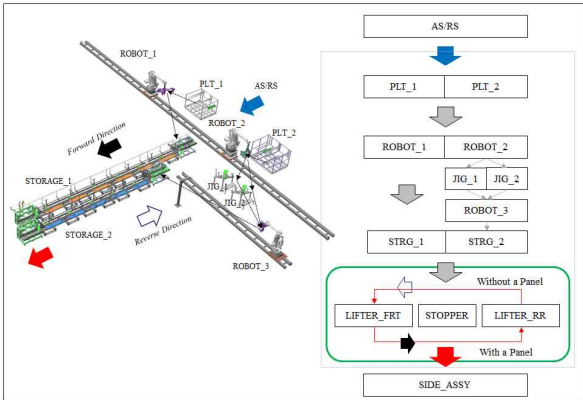 ROBOT_1
PLT_1
AS/RS
ROBOT_2
PLT_2
Forward Direction
STORAGE_1
JIG_1
JIG_2
STORAGE_2
Reverse Direction
ROBOT_3
AS/RS
PLT_1 PLT_2
ROBOT_1 ROBOT_2
JIG_1 JIG_2
ROBOT_3
STRG_1 STRG_2
Without a Panel
LIFTER_FRT STOPPER LIFTER_RR
With a Panel
SIDE_ASSY